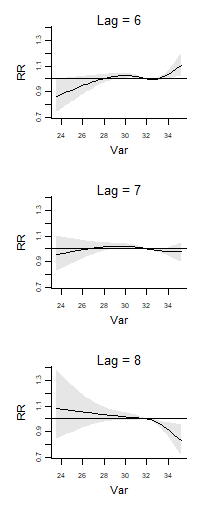 Lag = 6
RR
0.7 0.9 1.1 1.3
24 26 28 30 32 34
Var
Lag = 7
RR
0.7 0.9 1.1 1.3
24 26 28 30 32 34
Var
Lag = 8
RR
0.7 0.9 1.1 1.3
24 26 28 30 32 34
Var